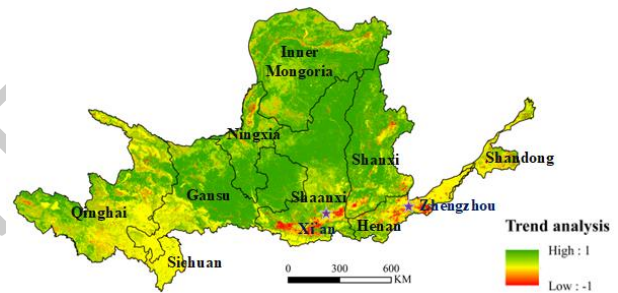 Inner
Mongoria
Ningxia
Shanxi
Shandong
Gansu
Shaanxi
Qinghai
Zhengzhou
Xi'an
Henan
Sichuan
Trend analysis
High : 1
Low : -1
0 300 600
KM